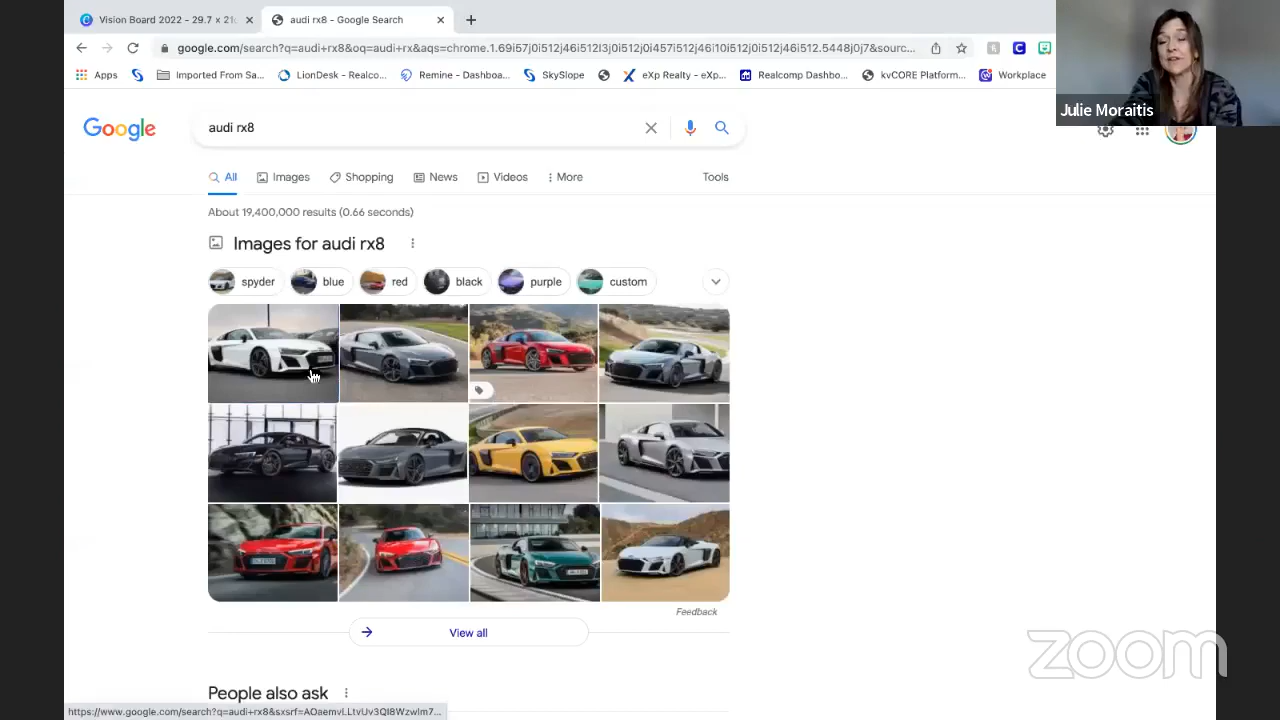 Vision Board 2022 - 29.7 × 21c
audi rx8 - Google Search
google.com/search?q=audi+rx8&oq=audi+rx&aqs=chrome.1.69i57j0i512j46i512l3j0i512j0i457i512j46i10i512j0i512j46i512.5448j0j7&sourc...
Apps
Imported From Sa...
LionDesk - Realco...
Remine - Dashboa...
SkySlope
eXp Realty - eXp...
Realcomp Dashbo...
kvCORE Platform...
Workplace
Julie Moraitis
Google
audi rx8
All
Images
Shopping
News
Videos
More
Tools
About 19,400,000 results (0.66 seconds)
Images for audi rx8
spyder
blue
red
black
purple
custom
Feedback
View all
People also ask
zoom